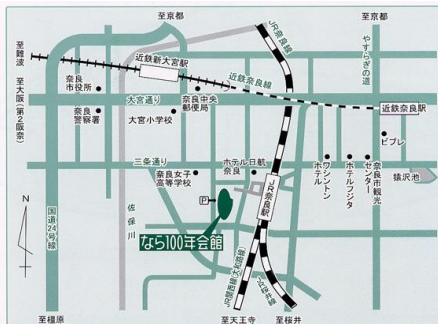 至京都
至京都
JR奈良線
至難波
近鉄新大宮駅
やすらぎの道
奈良市役所
近鉄奈良線
至大阪(第2阪奈)
大宮通り
奈良中央郵便局
近鉄奈良駅
奈良警察署
大宮小学校
ビブレ
三条通り
ホテル日航奈良
奈良女子高等学校
ワシントンホテル
ホテルフジタ
奈良市観光センター
猿沢池
P
JR奈良駅
N
国道24号線
佐保川
なら100年会館
JR関西線(大和路線)
JR桜井線
至橿原
至天王寺
至桜井